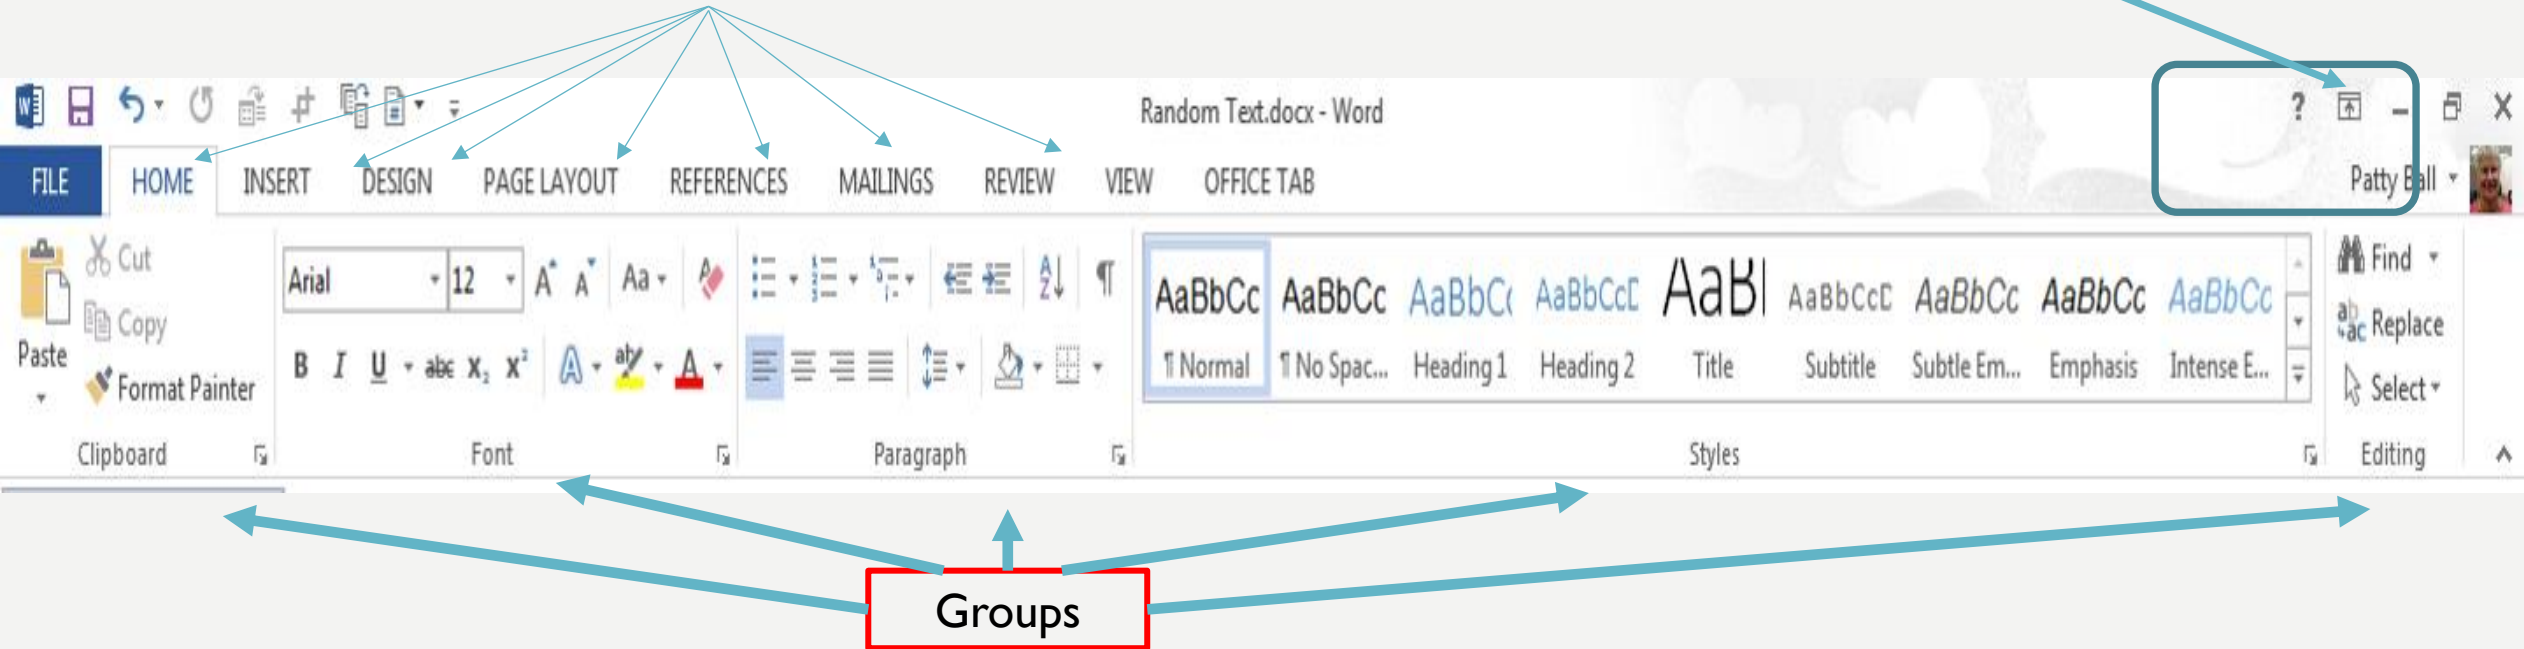 Random Text.docx - Word
?
FILE HOME INSERT DESIGN PAGE LAYOUT REFERENCES MAILINGS REVIEW VIEW OFFICE TAB Patty Ball
Cut
Arial 12 A A Aa
AaBbCc AaBbCc AaBbC AaBbCcD AaB AaBbCcD AaBbCc AaBbCc AaBbCc
Find
Copy
Replace
Paste
B I U abc X₂ X² A ab A
¶ Normal ¶ No Spac... Heading 1 Heading 2 Title Subtitle Subtle Em... Emphasis Intense E...
Format Painter
Select
Clipboard Font Paragraph Styles Editing
Groups